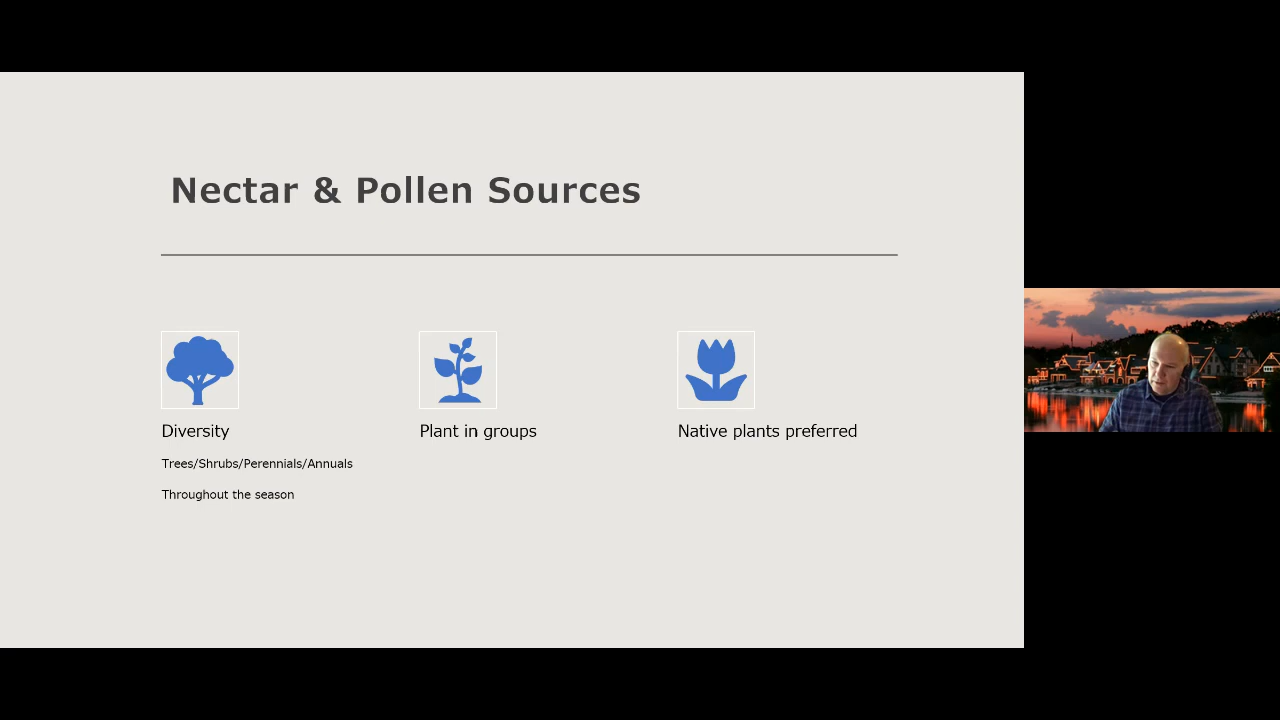 Nectar & Pollen Sources
Diversity
Trees/Shrubs/Perennials/Annuals
Throughout the season
Plant in groups
Native plants preferred